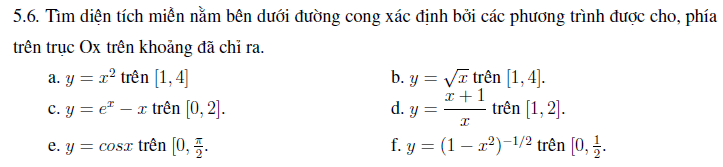 5.6. Tìm diện tích miền nằm bên dưới đường cong xác định bởi các phương trình được cho, phía
trên trục Ox trên khoảng đã chỉ ra.
a. $y = x^2$ trên $[1, 4]$ b. $y = \sqrt{x}$ trên $[1, 4]$.
c. $y = e^x - x$ trên $[0, 2]$. d. $y = \dfrac{x+1}{x}$ trên $[1, 2]$.
e. $y = cosx$ trên $[0, \frac{\pi}{2}$. f. $y = (1 - x^2)^{-1/2}$ trên $[0, \frac{1}{2}$.